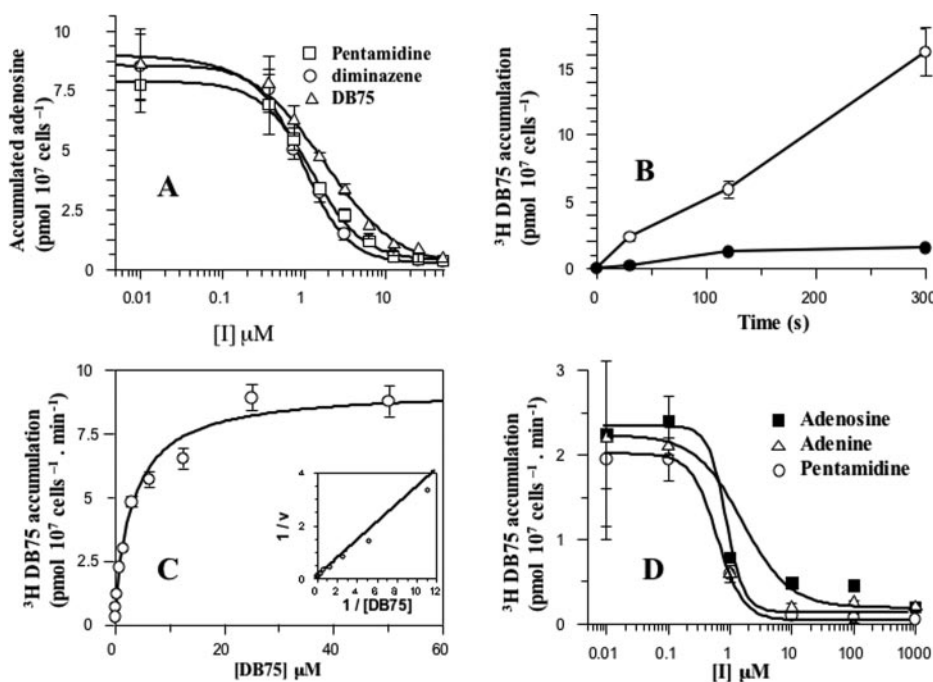 Accumulated adenosine
(pmol 10⁷ cells ⁻¹)
10
7.5
5
2.5
0
Pentamidine
diminazene
DB75
A
0.01
0.1
1
10
[I] μM
³H DB75 accumulation
(pmol 10⁷ cells ⁻¹)
15
10
5
0
B
0
100
200
300
Time (s)
³H DB75 accumulation
(pmol 10⁷ cells ⁻¹ . min⁻¹)
10
7.5
5
2.5
0
C
1 / v
4
2
0
0 2 4 6 8 10 12
1 / [DB75]
0
20
40
60
[DB75] μM
³H DB75 accumulation
(pmol 10⁷ cells ⁻¹ . min⁻¹)
3
2
1
0
Adenosine
Adenine
Pentamidine
D
0.01
0.1
1
10
100
1000
[I] μM